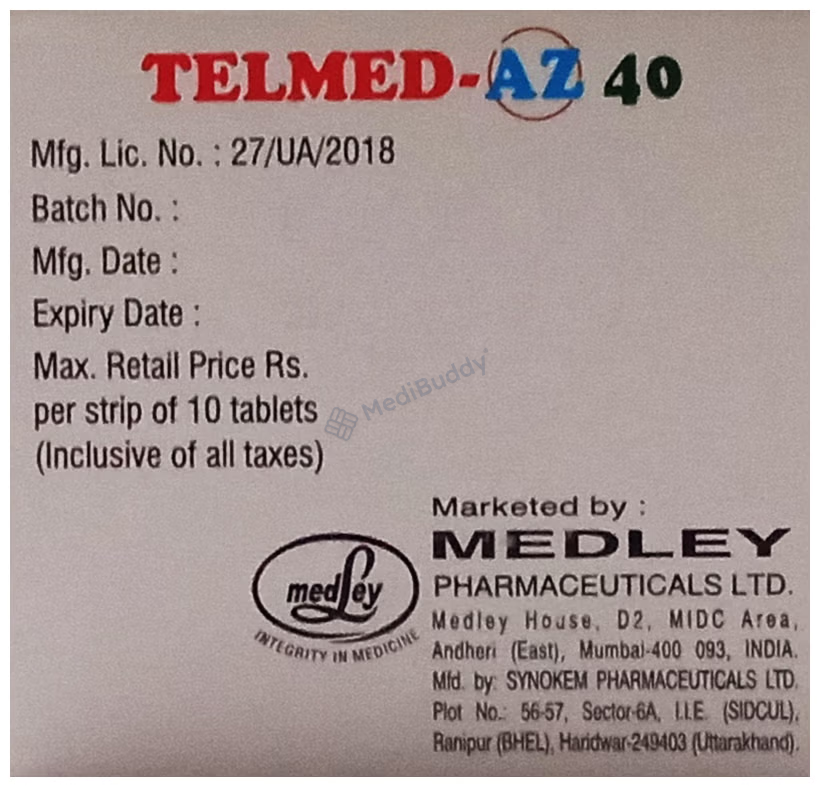 TELMED-AZ 40
Mfg. Lic. No. : 27/UA/2018
Batch No. :
Mfg. Date :
Expiry Date :
Max. Retail Price Rs.
per strip of 10 tablets
(Inclusive of all taxes)
MediBuddy
Marketed by :
MEDLEY
PHARMACEUTICALS LTD.
Medley House, D2, MIDC Area,
Andheri (East), Mumbai-400 093, INDIA.
Mfd. by: SYNOKEM PHARMACEUTICALS LTD.
Plot No.: 56-57, Sector-6A, I.I.E. (SIDCUL),
Ranipur (BHEL), Haridwar-249403 (Uttarakhand).
medley
INTEGRITY IN MEDICINE